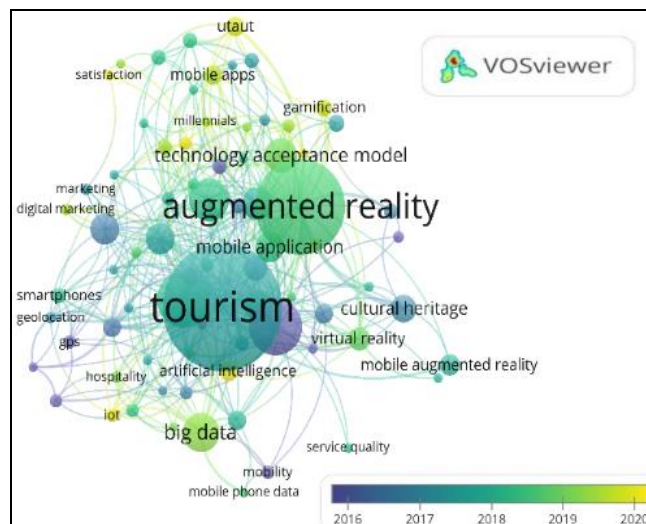 utaut
VOSviewer
satisfaction
mobile apps
gamification
millennials
technology acceptance model
marketing
digital marketing
augmented reality
mobile application
smartphones
tourism
cultural heritage
geolocation
gps
virtual reality
mobile augmented reality
hospitality
artificial intelligence
iot
big data
service quality
mobility
mobile phone data
2016 2017 2018 2019 2020